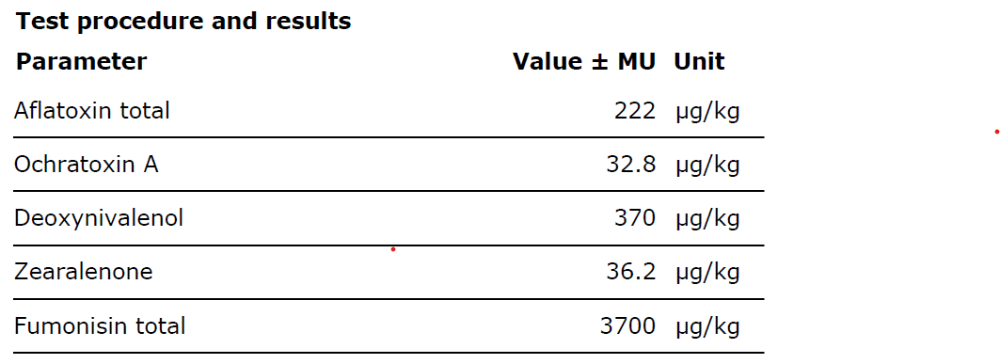 Test procedure and results
Parameter Value ± MU Unit
Aflatoxin total 222 µg/kg
Ochratoxin A 32.8 µg/kg
Deoxynivalenol 370 µg/kg
Zearalenone 36.2 µg/kg
Fumonisin total 3700 µg/kg